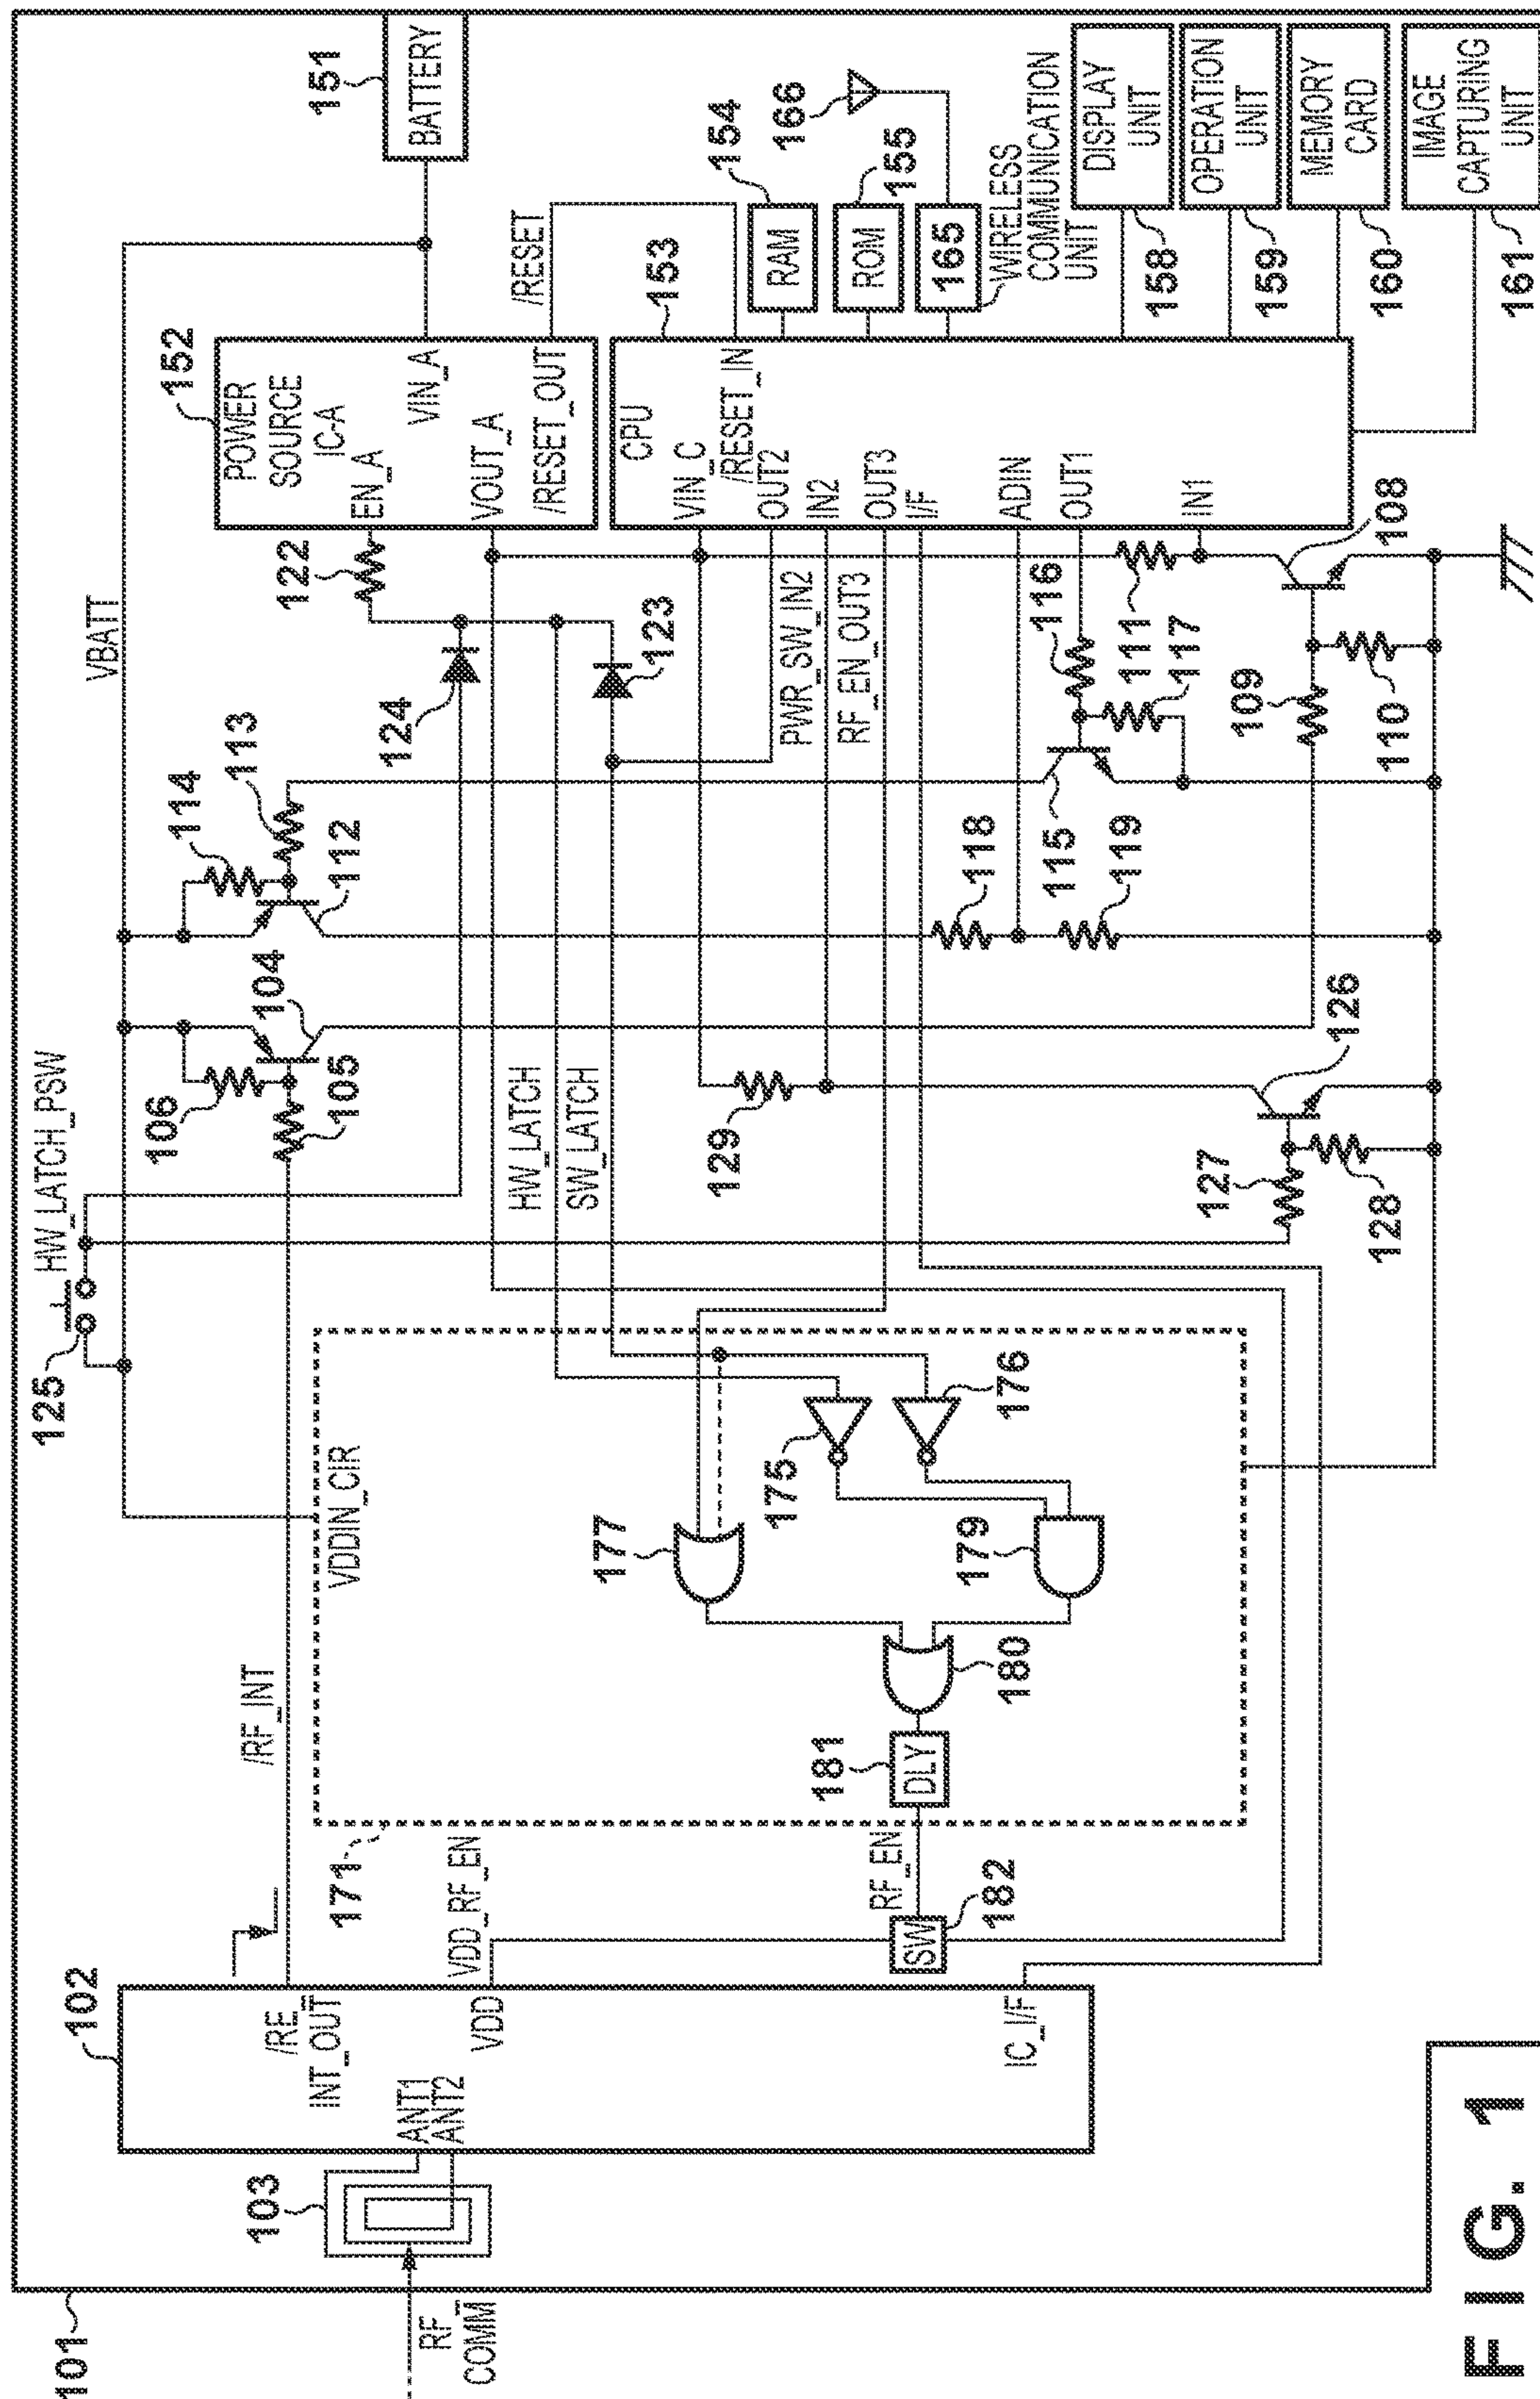 101
RF_
COMM
103
102
/RE_
INT_OUT
ANT1
ANT2
VDD
IC_I/F
/RF_INT
171
VDD_RF_EN
RF_EN
SW
182
VDDIN_CIR
181
DLY
180
177
179
175
176
125
HW_LATCH_PSW
106
105
104
HW_LATCH
SW_LATCH
129
127
128
126
114
113
112
118
119
115
VBATT
124
123
122
PWR_SW_IN2
RF_EN_OUT3
116
111
117
109
110
108
152
POWER
SOURCE
IC-A
EN_A
VIN_A
VOUT_A
/RESET_OUT
/RESET
151
BATTERY
153
CPU
VIN_C
/RESET_IN
OUT2
IN2
OUT3
I/F
ADIN
OUT1
IN1
154
RAM
155
ROM
165
WIRELESS
COMMUNICATION
UNIT
166
DISPLAY
UNIT
158
OPERATION
UNIT
159
MEMORY
CARD
160
IMAGE
CAPTURING
UNIT
161
FIG. 1